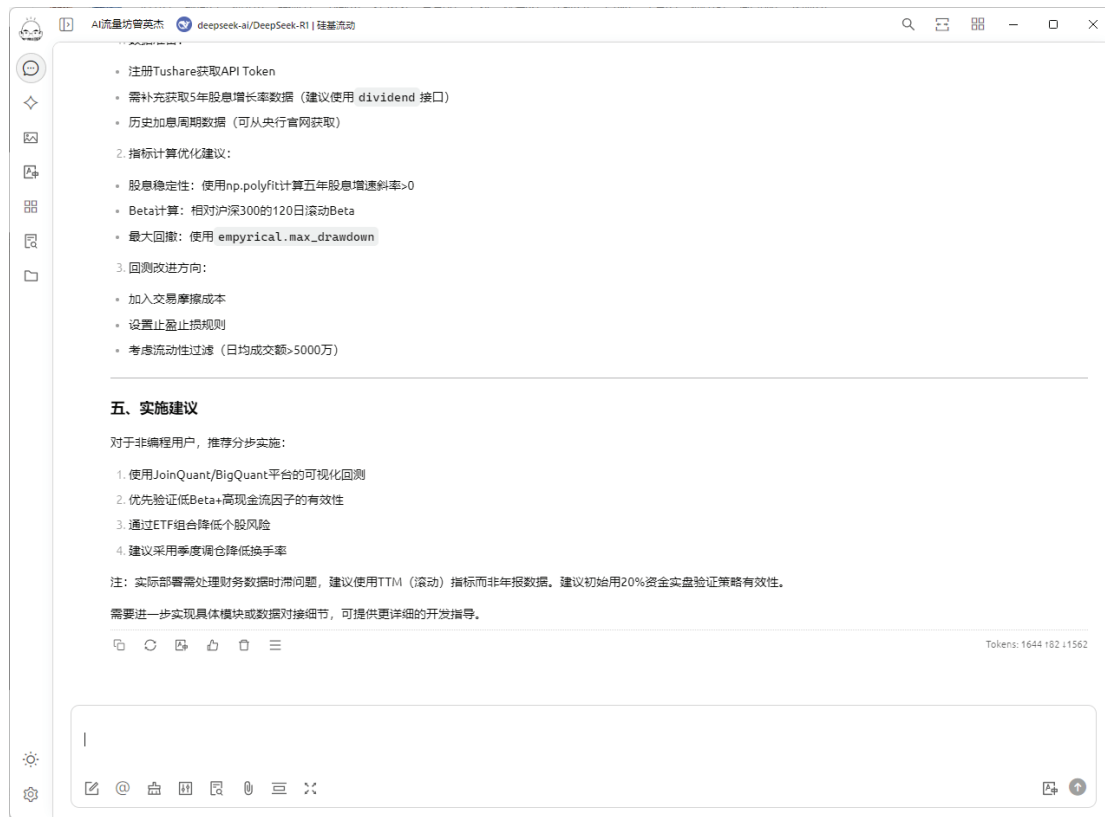 AI流量坊曾英杰 deepseek-ai/DeepSeek-R1 | 硅基流动
注册Tushare获取API Token
需补充获取5年股息增长率数据（建议使用 dividend 接口）
历史加息周期数据（可从央行官网获取）
2. 指标计算优化建议：
股息稳定性：使用np.polyfit计算五年股息增速斜率>0
Beta计算：相对沪深300的120日滚动Beta
最大回撤：使用 empyrical.max_drawdown
3. 回测改进方向：
加入交易摩擦成本
设置止盈止损规则
考虑流动性过滤（日均成交额>5000万）
五、实施建议
对于非编程用户，推荐分步实施：
1. 使用JoinQuant/BigQuant平台的可视化回测
2. 优先验证低Beta+高现金流因子的有效性
3. 通过ETF组合降低个股风险
4. 建议采用季度调仓降低换手率
注：实际部署需处理财务数据时滞问题，建议使用TTM（滚动）指标而非年报数据。建议初始用20%资金实盘验证策略有效性。
需要进一步实现具体模块或数据对接细节，可提供更详细的开发指导。
Tokens: 1644 ↑82 ↓1562